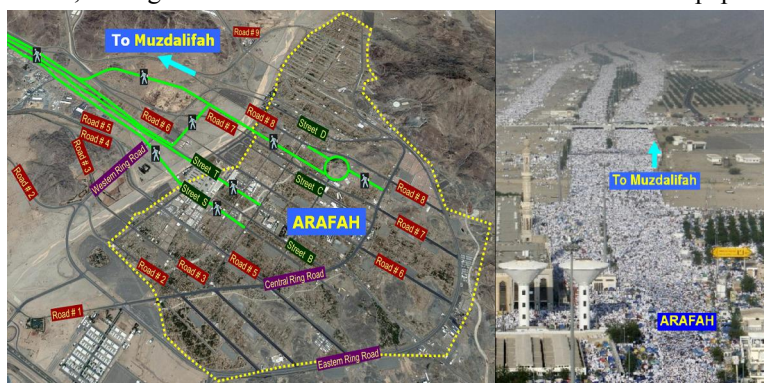 To Muzdalifah
Road # 9
Road # 5
Road # 4
Road # 3
Road # 2
Road # 6
Road # 7
Road # 8
Western Ring Road
Street D
Street T
Street C
Street S
ARAFAH
Street B
Road # 8
Road # 7
Road # 6
Road # 2
Road # 3
Road # 5
Central Ring Road
Road # 1
Eastern Ring Road
To Muzdalifah
ARAFAH